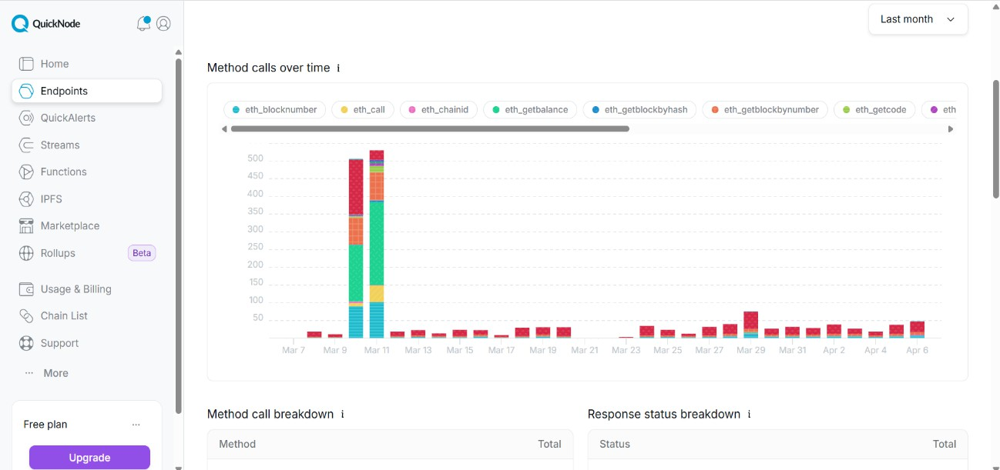 QuickNode
Last month
Home
Endpoints
QuickAlerts
Streams
Functions
IPFS
Marketplace
Rollups Beta
Usage & Billing
Chain List
Support
More
Free plan
Upgrade
Method calls over time i
eth_blocknumber eth_call eth_chainid eth_getbalance eth_getblockbyhash eth_getblockbynumber eth_getcode eth
500
450
400
350
300
250
200
150
100
50
Mar 7 Mar 9 Mar 11 Mar 13 Mar 15 Mar 17 Mar 19 Mar 21 Mar 23 Mar 25 Mar 27 Mar 29 Mar 31 Apr 2 Apr 4 Apr 6
Method call breakdown i
Method Total
Response status breakdown i
Status Total